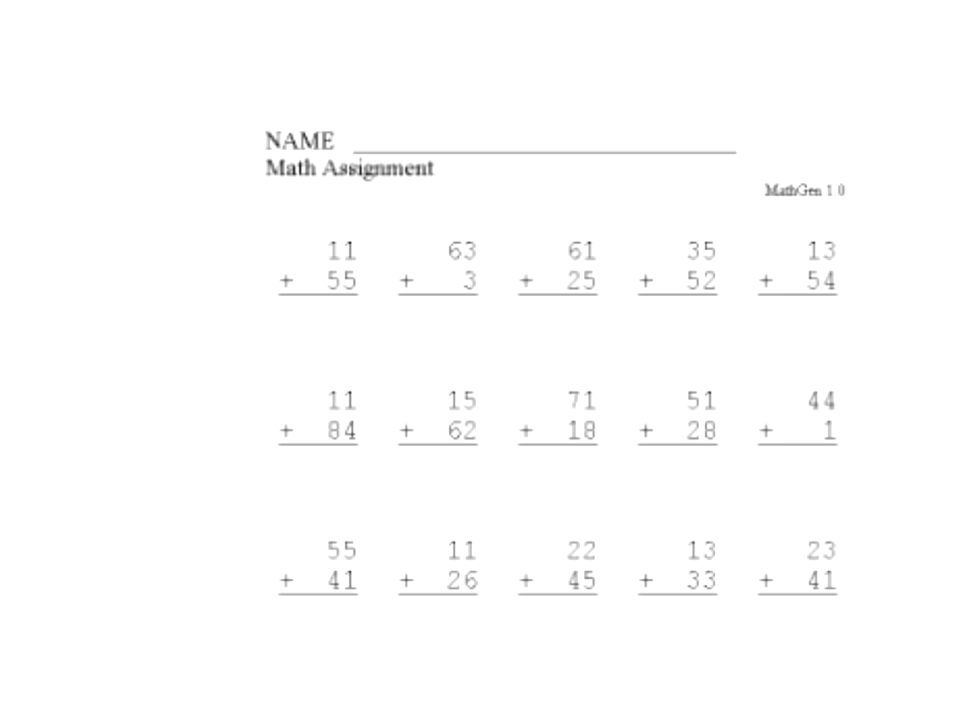 NAME
Math Assignment
MathGen 1 0
11 63 61 35 13
+ 55 + 3 + 25 + 52 + 54
11 15 71 51 44
+ 84 + 62 + 18 + 28 + 1
55 11 22 13 23
+ 41 + 26 + 45 + 33 + 41